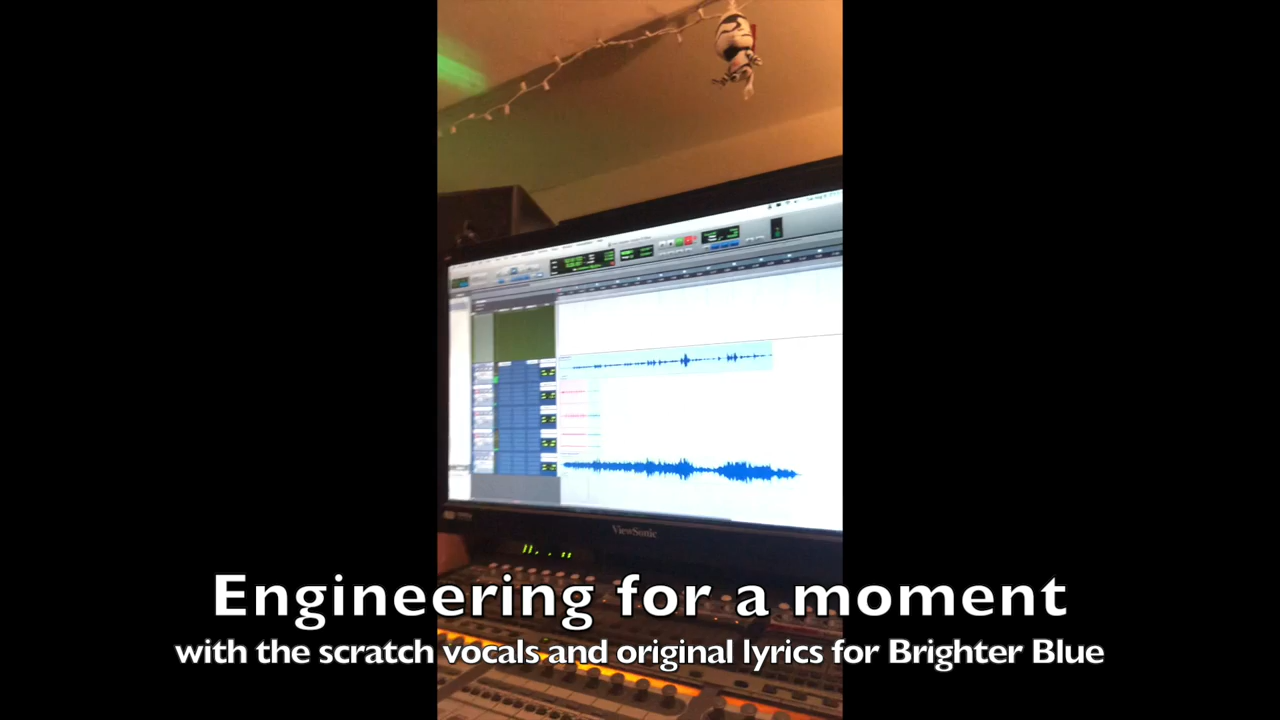 ViewSonic
Engineering for a moment
with the scratch vocals and original lyrics for Brighter Blue